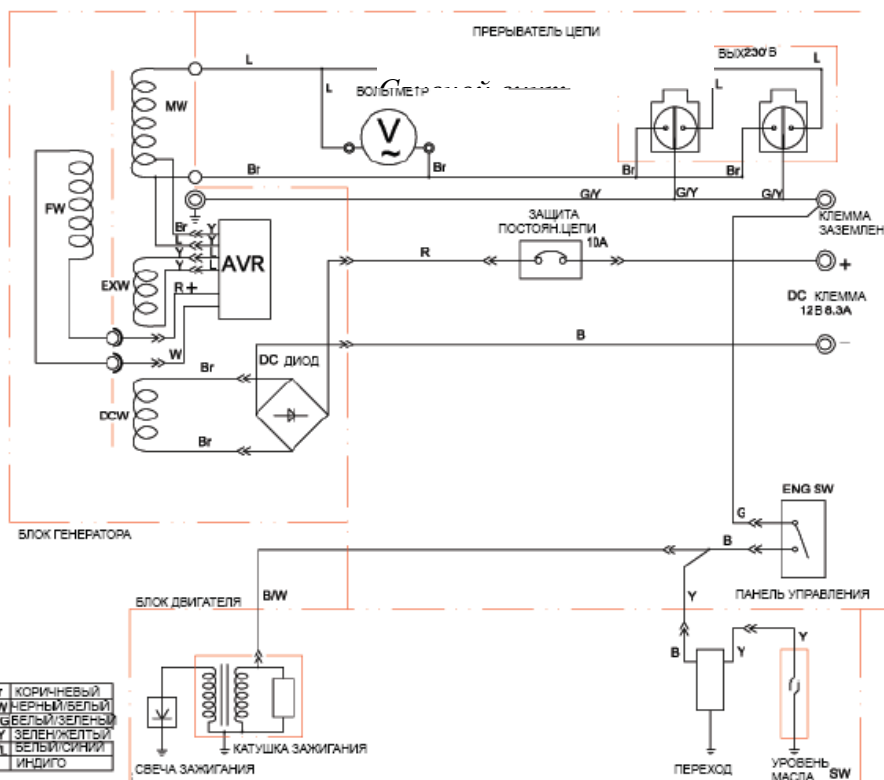 ПРЕРЫВАТЕЛЬ ЦЕПИ
ВЫХ230 В
L
L
L
L
ВОЛЬТМЕТР
V
~
MW
FW
Br
Br
Br
Br
G/Y
G/Y
G/Y
КЛЕММА
ЗАЗЕМЛЕН
Br
Y
L
Y
Y
L
Y
L
AVR
EXW
R +
W
ЗАЩИТА
ПОСТОЯН.ЦЕПИ
10A
R
+
DC КЛЕММА
12В 8.3А
B
−
DC ДИОД
Br
DCW
Br
БЛОК ГЕНЕРАТОРА
ENG SW
G
B
ПАНЕЛЬ УПРАВЛЕНИЯ
БЛОК ДВИГАТЕЛЯ
B/W
Y
B
Y
Y
КОРИЧНЕВЫЙ
ЧЕРНЫЙ/БЕЛЫЙ
БЕЛЫЙ/ЗЕЛЕНЫЙ
ЗЕЛЕН/ЖЕЛТЫЙ
БЕЛЫЙ/СИНИЙ
ИНДИГО
СВЕЧА ЗАЖИГАНИЯ
КАТУШКА ЗАЖИГАНИЯ
ПЕРЕХОД
УРОВЕНЬ
МАСЛА SW